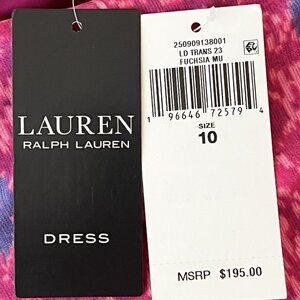 LAUREN
RALPH LAUREN
DRESS
250909138001
LD TRANS 23
FUCHSIA MU
1 96646 72579 4
SIZE
10
MSRP $195.00